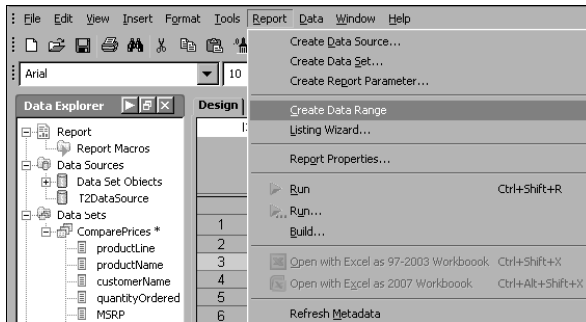 File Edit View Insert Format Tools Report Data Window Help
Arial 10
Data Explorer
Report
Report Macros
Data Sources
Data Set Objects
T2DataSource
Data Sets
ComparePrices *
productLine
productName
customerName
quantityOrdered
MSRP
Design
1
2
3
4
5
6
Create Data Source...
Create Data Set...
Create Report Parameter...
Create Data Range
Listing Wizard...
Report Properties...
Run Ctrl+Shift+R
Run...
Build...
Open with Excel as 97-2003 Workboook Ctrl+Shift+X
Open with Excel as 2007 Workboook Ctrl+Alt+Shift+X
Refresh Metadata